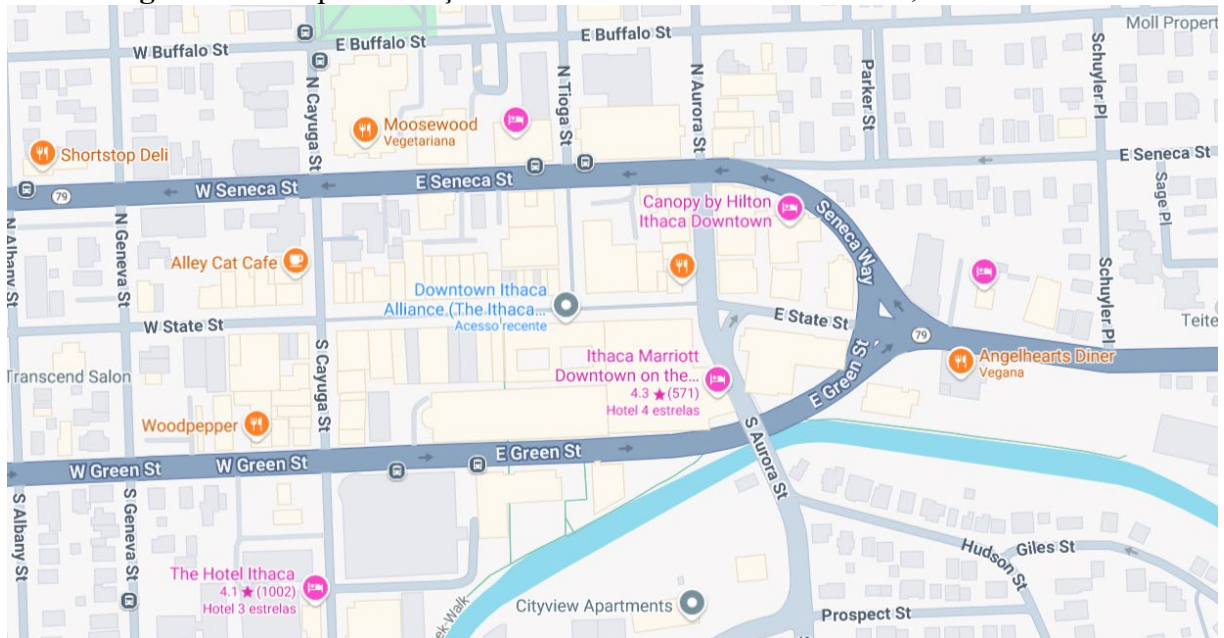 Moll Property
W Buffalo St
E Buffalo St
E Buffalo St
N Cayuga St
N Tioga St
N Aurora St
Parker St
Schuyler Pl
Shortstop Deli
Moosewood
Vegetariana
E Seneca St
79
W Seneca St
E Seneca St
Sage Pl
N Albany St
N Geneva St
Canopy by Hilton
Ithaca Downtown
Seneca Way
Alley Cat Cafe
Downtown Ithaca
Alliance (The Ithaca...
Acesso recente
Schuyler Pl
W State St
E State St
79
S Cayuga St
Transcend Salon
Ithaca Marriott
Downtown on the...
4.3 ★ (571)
Hotel 4 estrelas
E Green St
Angelhearts Diner
Vegana
Woodpepper
S Aurora St
W Green St
W Green St
E Green St
S Albany St
S Geneva St
The Hotel Ithaca
4.1 ★ (1002)
Hotel 3 estrelas
Hudson St
Giles St
Cityview Apartments
Prospect St